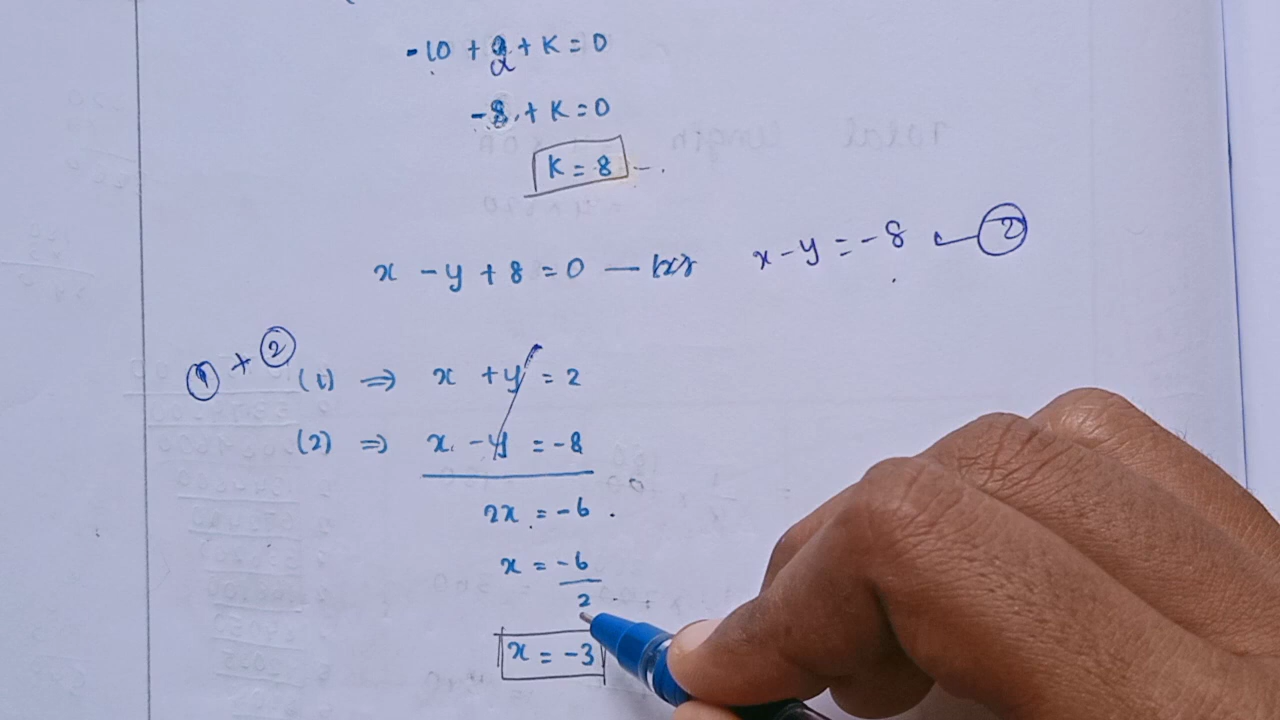 -10 + 2 + K = 0
-8 + K = 0
K = 8
x - y + 8 = 0 —
x - y = -8 — (2)
(1) + (2)
(1) ⇒ x + y = 2
(2) ⇒ x - y = -8
2x = -6
x = -6/2
x = -3